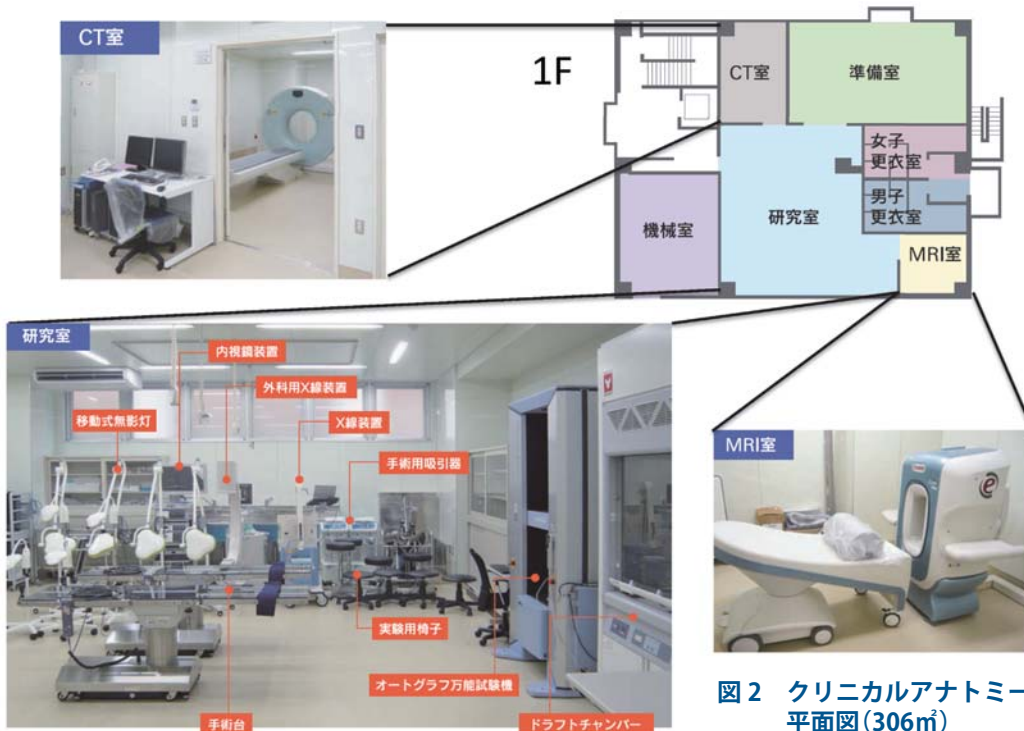 CT室
1F
CT室
準備室
女子
更衣室
男子
更衣室
機械室
研究室
MRI室
研究室
内視鏡装置
外科用X線装置
移動式無影灯
X線装置
手術用吸引器
実験用椅子
オートグラフ万能試験機
手術台
ドラフトチャンバー
MRI室
e
図2 クリニカルアナトミー
平面図(306㎡)